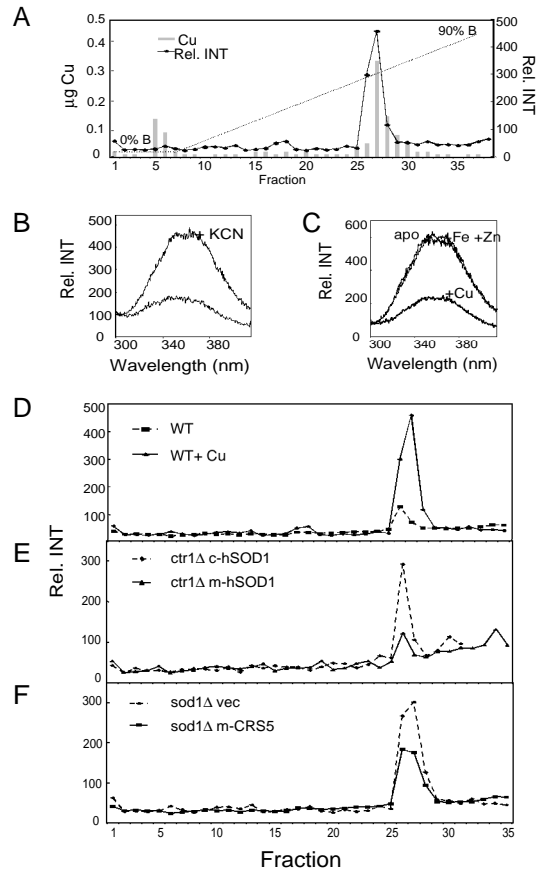 A
0.5
0.4
0.3
0.2
0.1
0
µg Cu
Cu
Rel. INT
0% B
90% B
500
400
300
200
100
0
Rel. INT
1 5 10 15 20 25 30 35
Fraction
B
500
400
300
200
100
0
Rel. INT
+ KCN
300 340 380
Wavelength (nm)
C
600
400
200
0
apo
+Fe +Zn
+Cu
300 340 380
Wavelength (nm)
D
500
400
300
200
100
WT
WT+ Cu
E
300
200
100
0
ctr1Δ c-hSOD1
ctr1Δ m-hSOD1
Rel. INT
F
300
200
100
0
sod1Δ vec
sod1Δ m-CRS5
1 5 10 15 20 25 30 35
Fraction